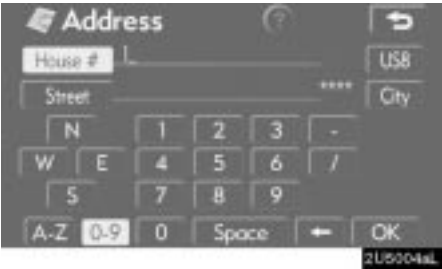 Address ?
House # USB
Street **** City
N 1 2 3 -
W E 4 5 6 /
S 7 8 9
A-Z 0-9 0 Space ← OK
2U5004aL